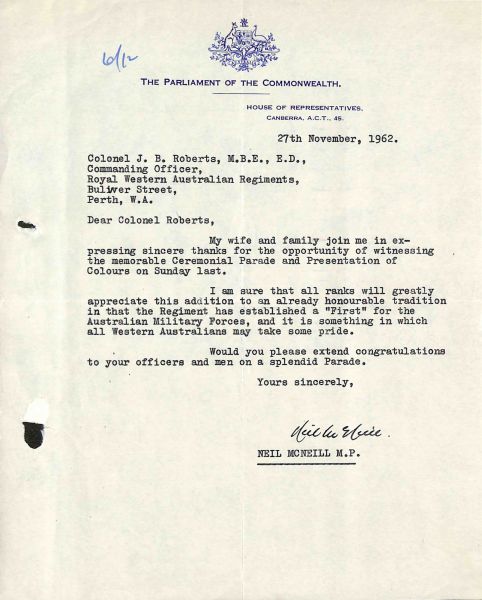 6/12
THE PARLIAMENT OF THE COMMONWEALTH.
HOUSE OF REPRESENTATIVES,
CANBERRA, A.C.T., 45.
27th November, 1962.
Colonel J. B. Roberts, M.B.E., E.D.,
Commanding Officer,
Royal Western Australian Regiments,
Bulwer Street,
Perth, W.A.
Dear Colonel Roberts,
My wife and family join me in ex-
pressing sincere thanks for the opportunity of witnessing
the memorable Ceremonial Parade and Presentation of
Colours on Sunday last.
I am sure that all ranks will greatly
appreciate this addition to an already honourable tradition
in that the Regiment has established a "First" for the
Australian Military Forces, and it is something in which
all Western Australians may take some pride.
Would you please extend congratulations
to your officers and men on a splendid Parade.
Yours sincerely,
Neil McNeill.
NEIL MCNEILL M.P.